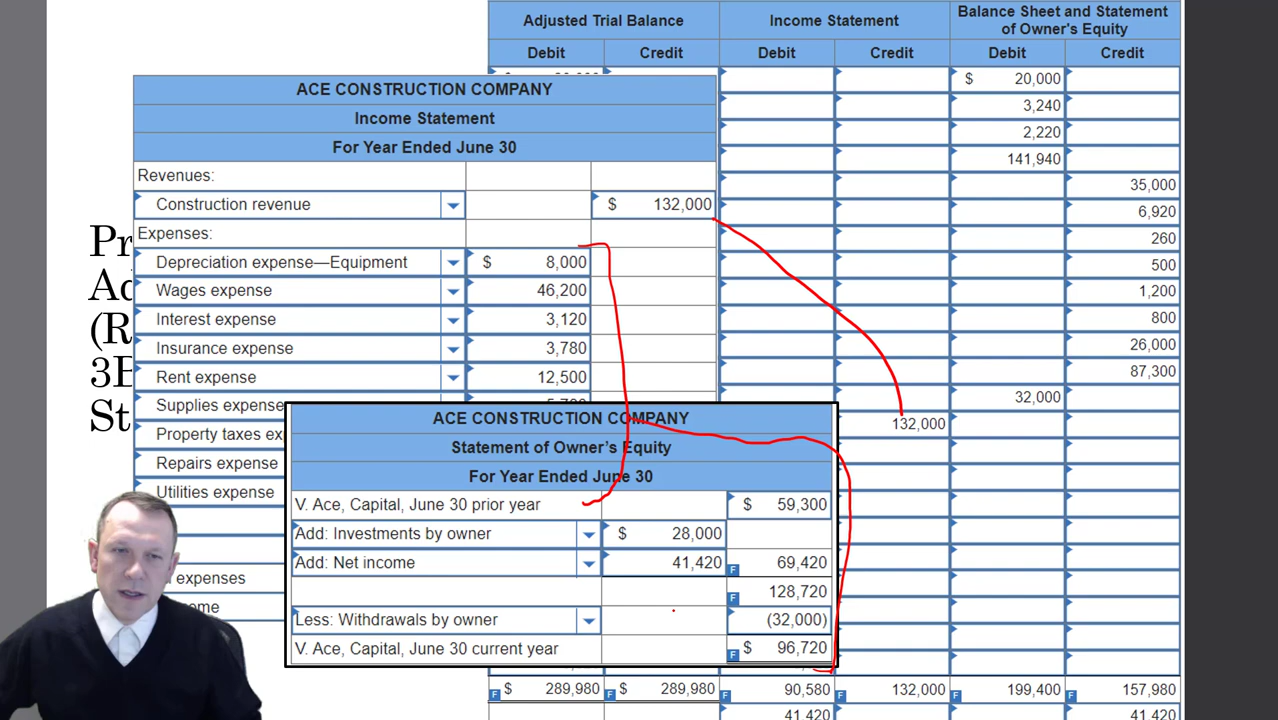 Adjusted Trial Balance Income Statement Balance Sheet and Statement
of Owner's Equity
Debit Credit Debit Credit Debit Credit
$ 20,000
3,240
2,220
141,940
35,000
6,920
260
500
1,200
800
26,000
87,300
32,000
132,000
$ 289,980 $ 289,980 90,580 132,000 199,400 157,980
41,420 41,420
ACE CONSTRUCTION COMPANY
Income Statement
For Year Ended June 30
Revenues:
Construction revenue $ 132,000
Expenses:
Depreciation expense—Equipment $ 8,000
Wages expense 46,200
Interest expense 3,120
Insurance expense 3,780
Rent expense 12,500
Supplies expense
Property taxes ex
Repairs expense
Utilities expense
expenses
ACE CONSTRUCTION COMPANY
Statement of Owner’s Equity
For Year Ended June 30
V. Ace, Capital, June 30 prior year $ 59,300
Add: Investments by owner $ 28,000
Add: Net income 41,420 69,420
128,720
Less: Withdrawals by owner (32,000)
V. Ace, Capital, June 30 current year $ 96,720
Pr
Ac
(R
St